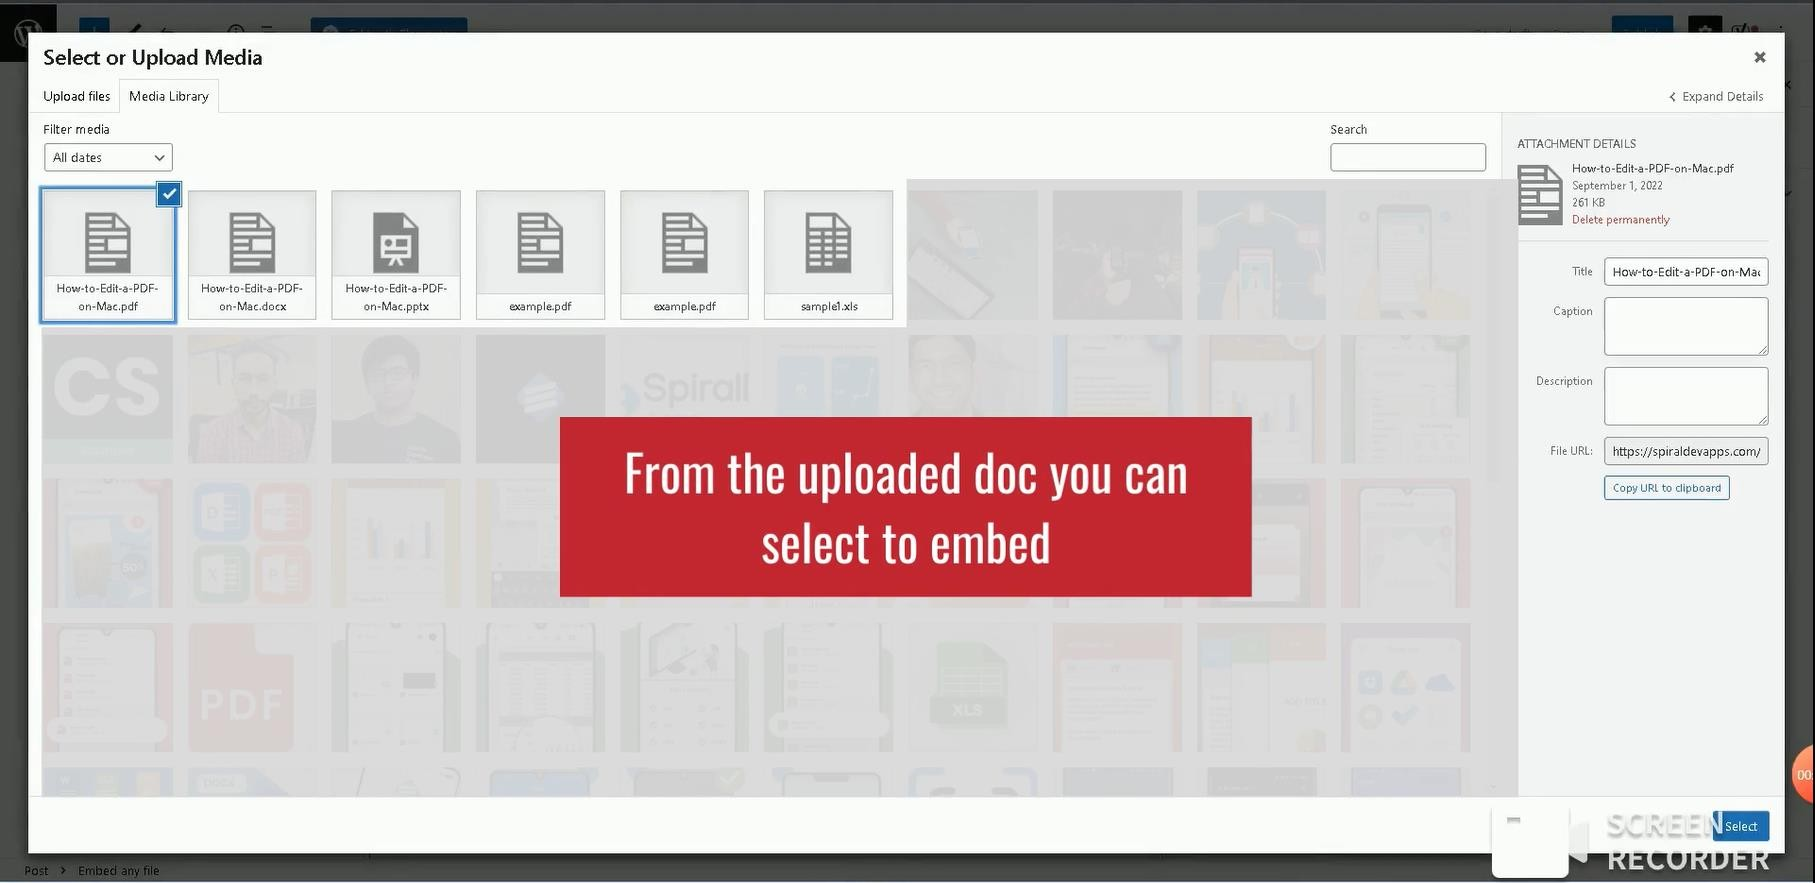 Select or Upload Media
Upload files
Media Library
Expand Details
Filter media
All dates
Search
How-to-Edit-a-PDF-
on-Mac.pdf
How-to-Edit-a-PDF-
on-Mac.docx
How-to-Edit-a-PDF-
on-Mac.pptx
example.pdf
example.pdf
sample1.xls
ATTACHMENT DETAILS
How-to-Edit-a-PDF-on-Mac.pdf
September 1, 2022
261 KB
Delete permanently
Title
How-to-Edit-a-PDF-on-Mac
Caption
Description
File URL:
https://spiraldevapps.com/
Copy URL to clipboard
CS
Spirall
50%
From the uploaded doc you can
select to embed
PDF
XLS
ADD TITLE
W
DOCX
Select
SCREEN
RECORDER
00:
Post
Embed any file